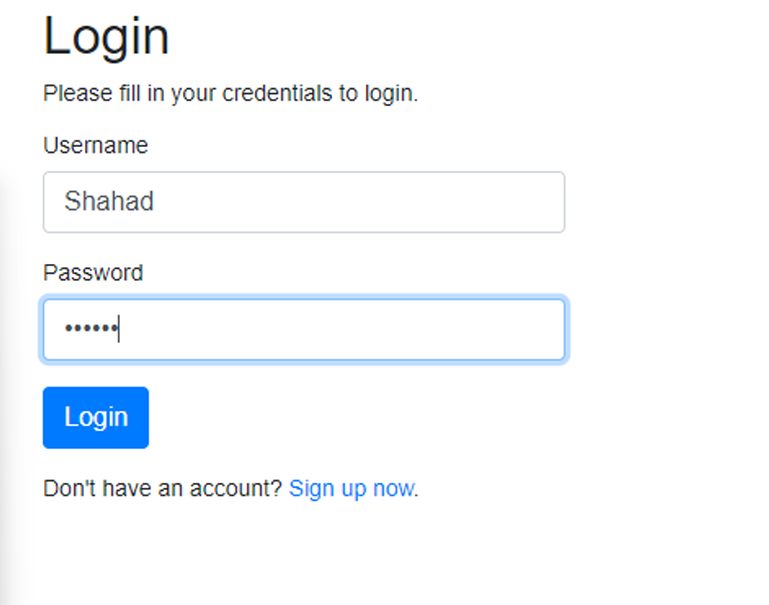 Login
Please fill in your credentials to login.
Username
Shahad
Password
••••••
Login
Don't have an account? Sign up now.